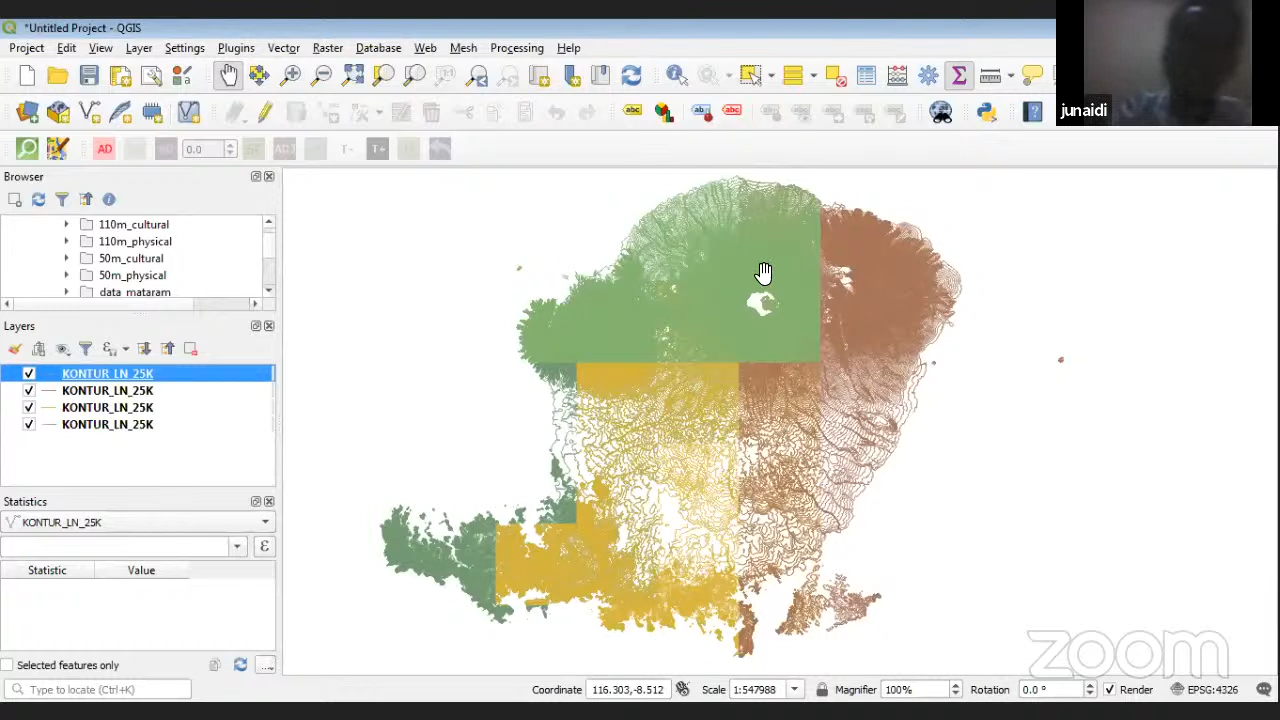 *Untitled Project - QGIS
Project Edit View Layer Settings Plugins Vector Raster Database Web Mesh Processing Help
junaidi
abc abc
AD 0.0 T- T+
Browser
110m_cultural
110m_physical
50m_cultural
50m_physical
data_mataram
Layers
KONTUR_LN_25K
KONTUR_LN_25K
KONTUR_LN_25K
KONTUR_LN_25K
Statistics
KONTUR_LN_25K
ε
Statistic Value
Selected features only
Type to locate (Ctrl+K) Coordinate 116.303,-8.512 Scale 1:547988 Magnifier 100% Rotation 0.0 ° Render EPSG:4326
zoom